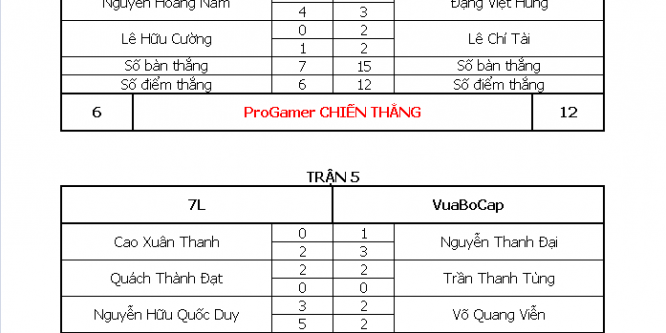 Nguyễn Hoàng Nam Đặng Việt Hùng
4 3
0 2
Lê Hữu Cường Lê Chí Tài
1 2
Số bàn thắng 7 15 Số bàn thắng
Số điểm thắng 6 12 Số điểm thắng
6 ProGamer CHIẾN THẮNG 12
TRẬN 5
7L VuaBoCap
0 1
Cao Xuân Thanh Nguyễn Thanh Đại
2 3
2 2
Quách Thành Đạt Trần Thanh Tùng
0 0
3 2
Nguyễn Hữu Quốc Duy Võ Quang Viễn
5 2